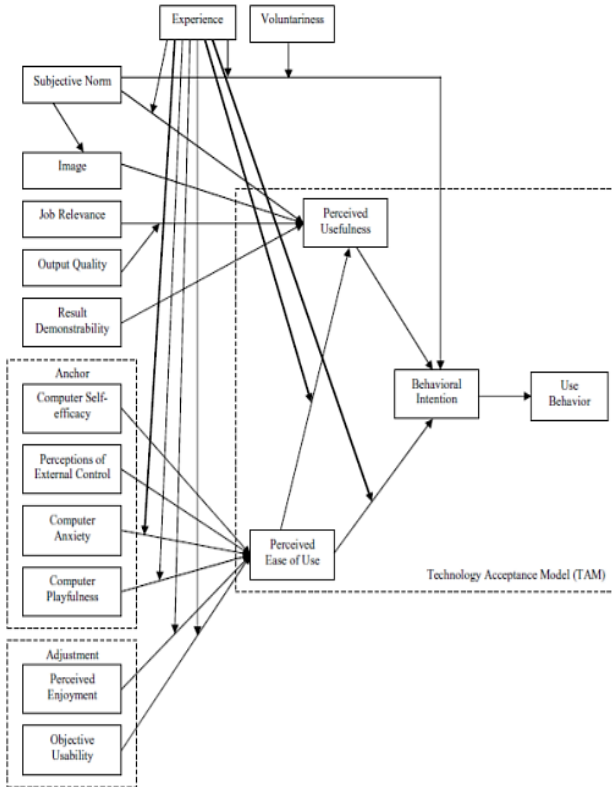 Experience
Voluntariness
Subjective Norm
Image
Job Relevance
Output Quality
Result
Demonstrability
Perceived
Usefulness
Behavioral
Intention
Use
Behavior
Anchor
Computer Self-
efficacy
Perceptions of
External Control
Computer
Anxiety
Computer
Playfulness
Perceived
Ease of Use
Technology Acceptance Model (TAM)
Adjustment
Perceived
Enjoyment
Objective
Usability